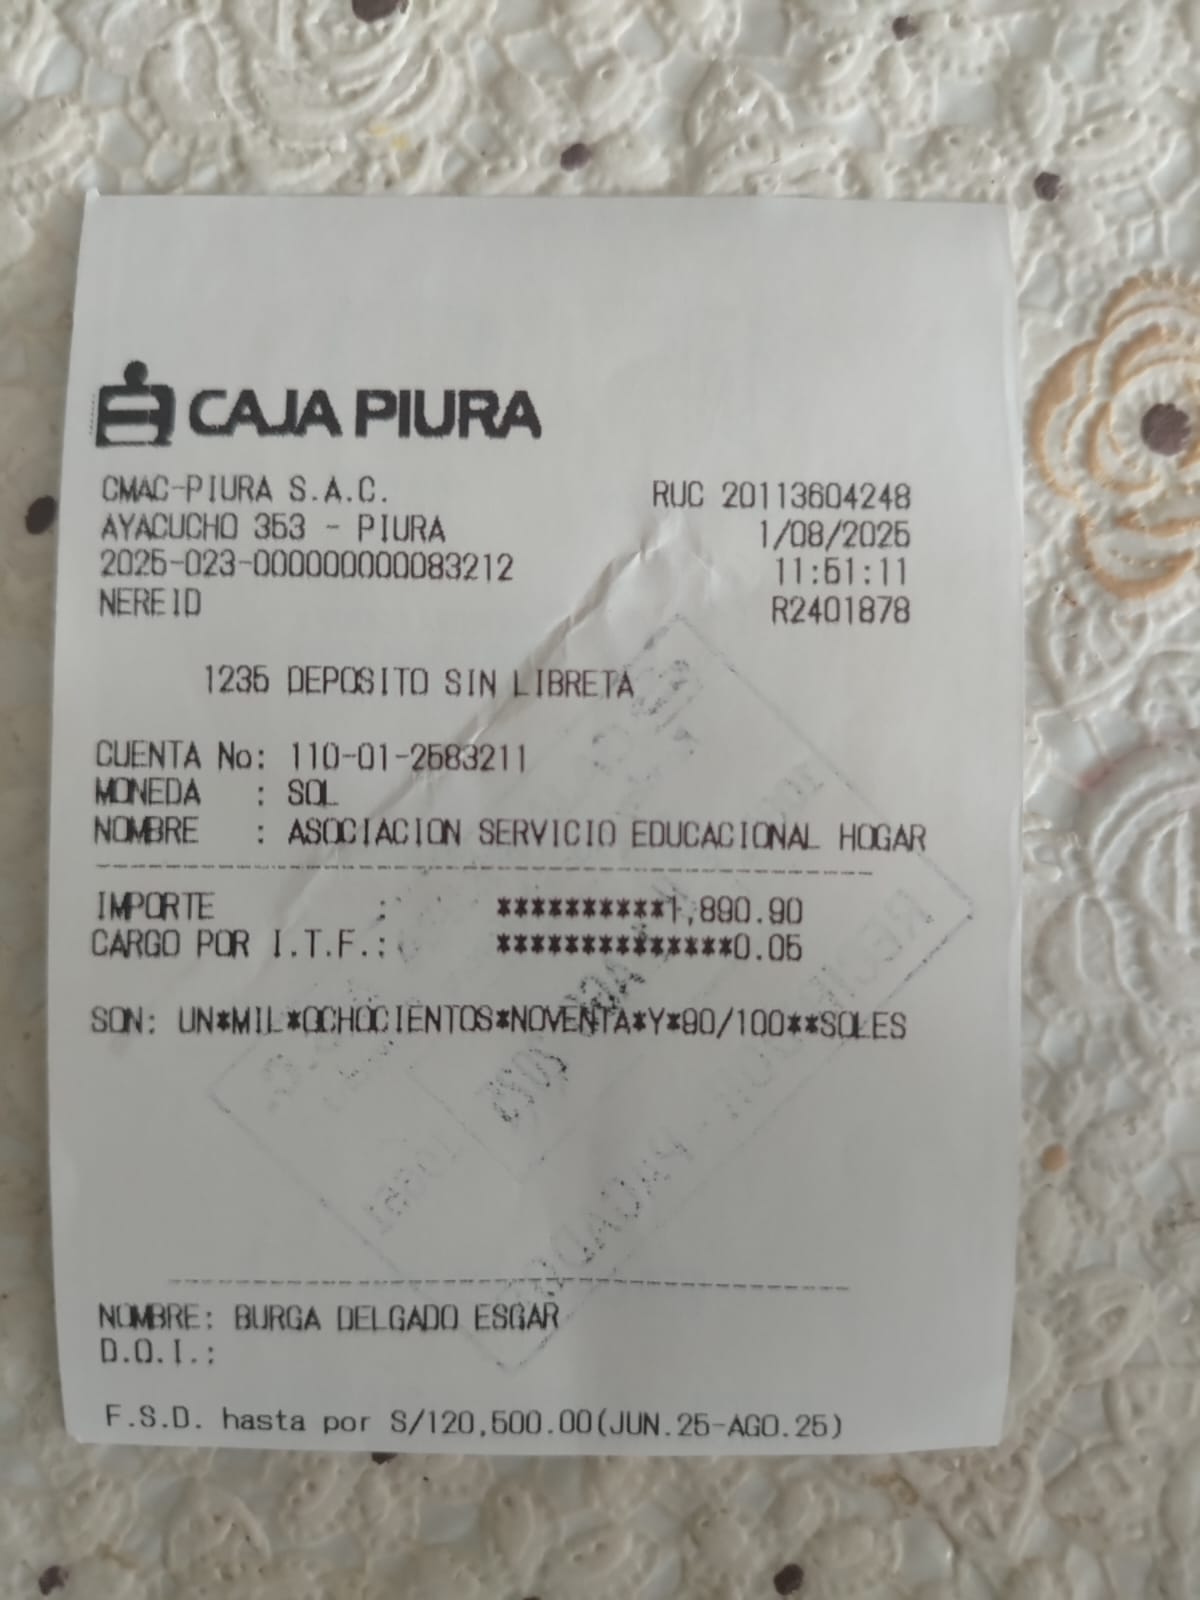 CAJA PIURA
CMAC-PIURA S.A.C. RUC 20113604248
AYACUCHO 353 - PIURA 1/08/2025
2025-023-000000000083212 11:51:11
NEREID R2401878
1235 DEPOSITO SIN LIBRETA
CUENTA No: 110-01-2583211
MONEDA : SOL
NOMBRE : ASOCIACION SERVICIO EDUCACIONAL HOGAR
IMPORTE : **********1,890.90
CARGO POR I.T.F.: **************0.05
SON: UN*MIL*OCHOCIENTOS*NOVENTA*Y*90/100**SOLES
NOMBRE: BURGA DELGADO ESGAR
D.O.I.:
F.S.D. hasta por S/120,500.00(JUN.25-AGO.25)